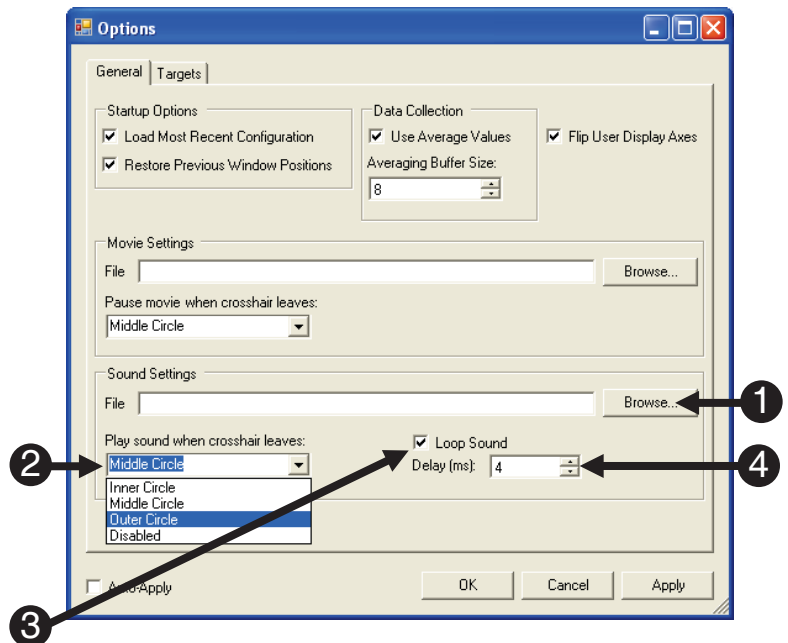 Options
General Targets
Startup Options
Load Most Recent Configuration
Restore Previous Window Positions
Data Collection
Use Average Values
Averaging Buffer Size:
8
Flip User Display Axes
Movie Settings
File Browse...
Pause movie when crosshair leaves:
Middle Circle
Sound Settings
File Browse... 1
Play sound when crosshair leaves:
2 Middle Circle
Inner Circle
Middle Circle
Outer Circle
Disabled
Loop Sound
Delay (ms): 4 4
Auto-Apply OK Cancel Apply
3